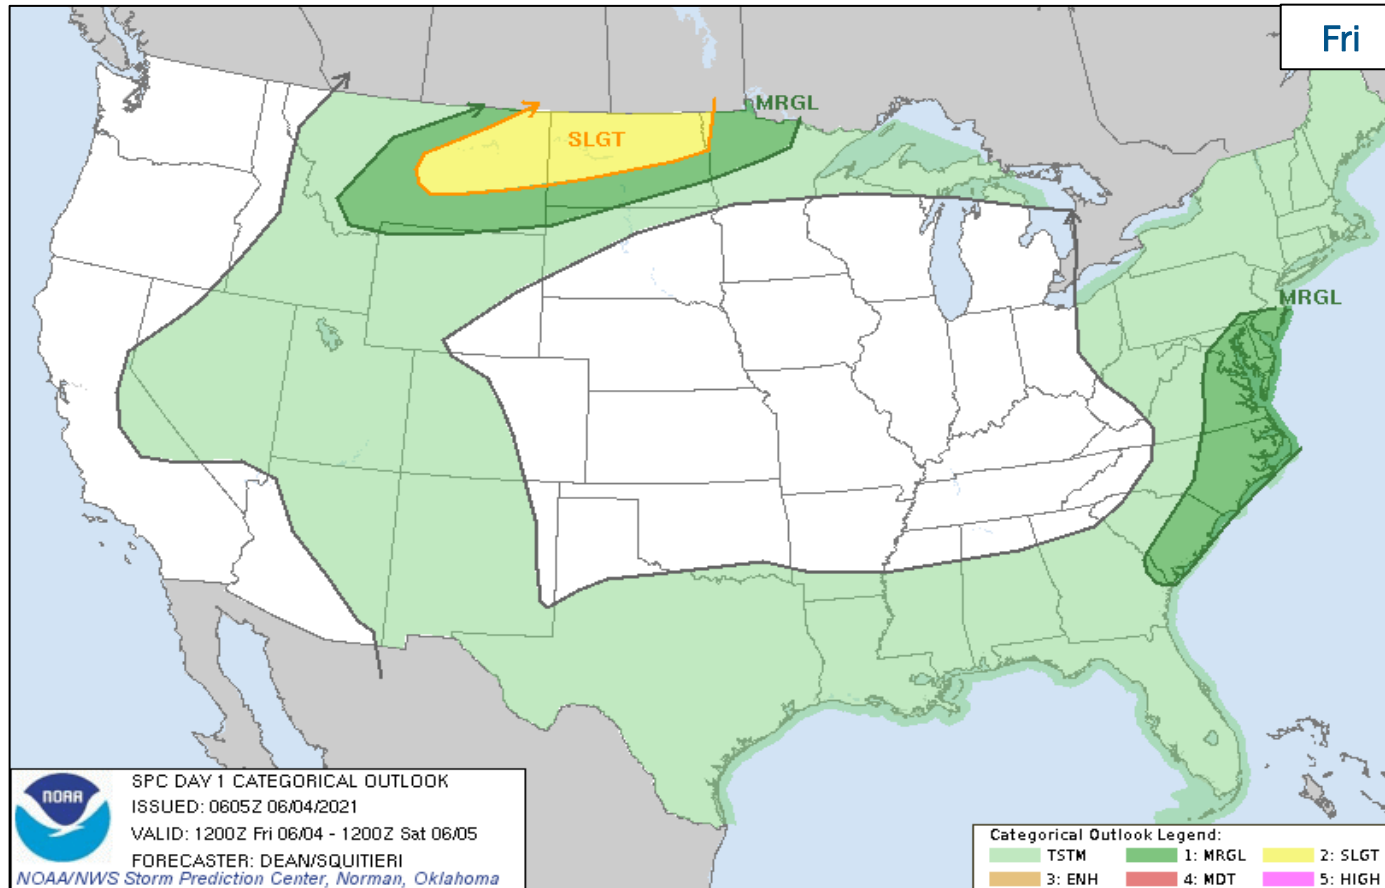 Fri
MRGL
SLGT
MRGL
SPC DAY 1 CATEGORICAL OUTLOOK
ISSUED: 0605Z 06/04/2021
VALID: 1200Z Fri 06/04 - 1200Z Sat 06/05
FORECASTER: DEAN/SQUITIERI
NOAA/NWS Storm Prediction Center, Norman, Oklahoma
NOAA
Categorical Outlook Legend:
TSTM 1: MRGL 2: SLGT
3: ENH 4: MDT 5: HIGH